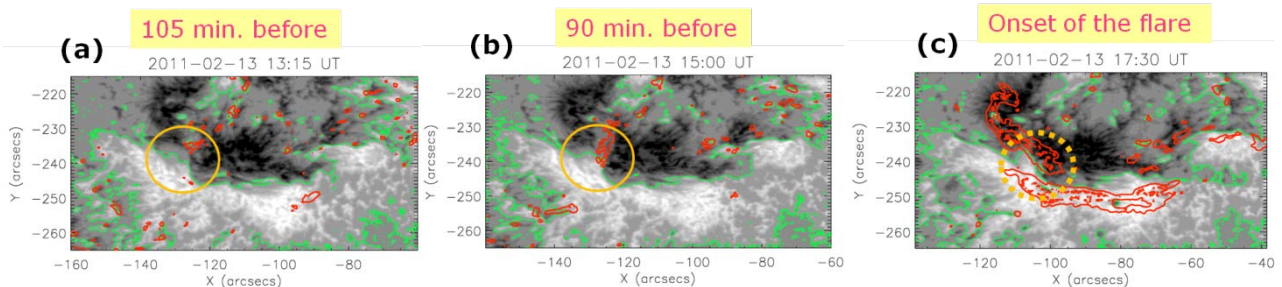 105 min. before
(a)
2011-02-13 13:15 UT
-220
-230
-240
-250
-260
Y (arcsecs)
-160
-140
-120
-100
-80
X (arcsecs)
90 min. before
(b)
2011-02-13 15:00 UT
-220
-230
-240
-250
-260
Y (arcsecs)
-140
-120
-100
-80
-60
X (arcsecs)
Onset of the flare
(c)
2011-02-13 17:30 UT
-220
-230
-240
-250
-260
Y (arcsecs)
-120
-100
-80
-60
-40
X (arcsecs)